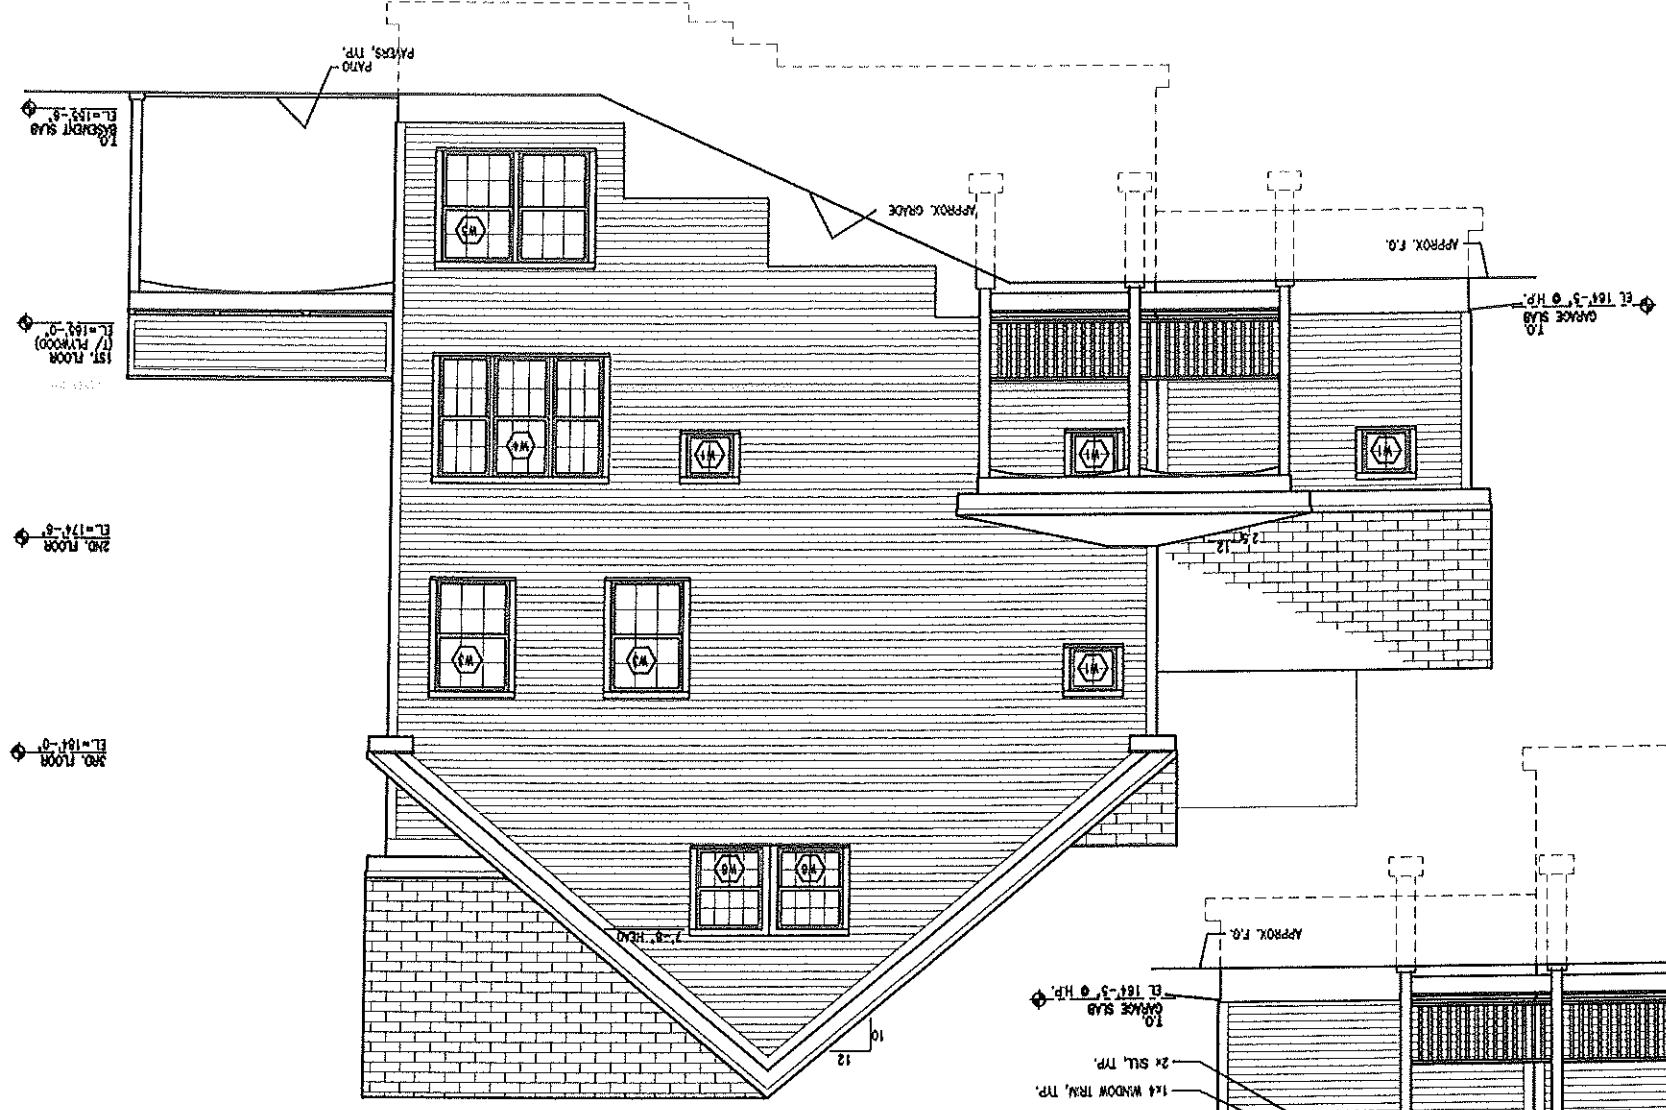 1x4 WINDOW TRIM, TYP.
2x SILL, TYP.
T.O.
GARAGE SLAB
EL 164'-5" @ H.P.
APPROX. F.G.
12
10
7'-8" HEAD
W6
W6
3RD. FLOOR
EL=184'-0"
W1
W3
W3
12
2.5
2ND. FLOOR
EL=174'-6"
W1
W1
W1
W4
1ST. FLOOR
(T/ PLYWOOD)
EL=165'-0"
T.O.
GARAGE SLAB
EL 164'-5" @ H.P.
APPROX. F.G.
APPROX. GRADE
W5
T.O.
BASEMENT SLAB
EL=155'-6"
PATIO
PAVERS, TYP.